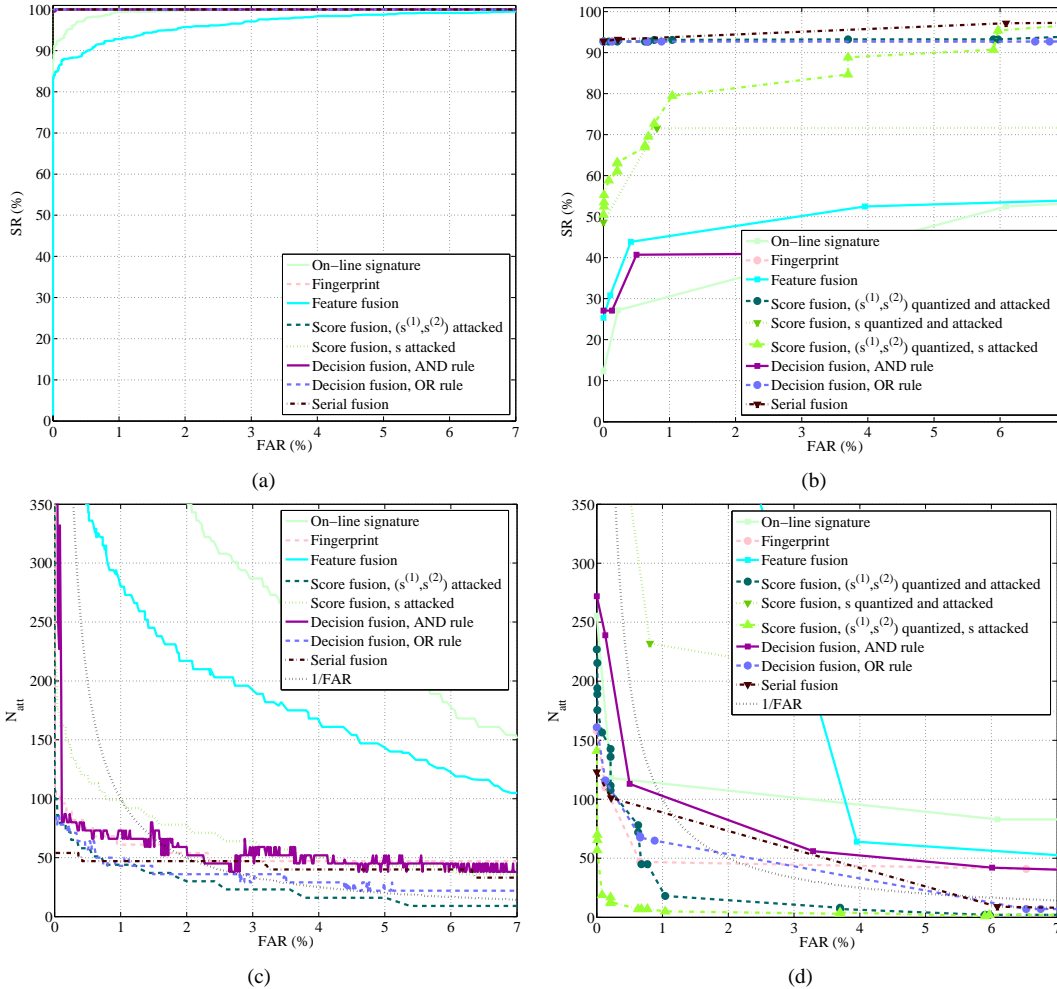 100
90
80
70
60
50
40
30
20
10
0
SR (%)
0 1 2 3 4 5 6 7
FAR (%)
On−line signature
Fingerprint
Feature fusion
Score fusion, (s(1),s(2)) attacked
Score fusion, s attacked
Decision fusion, AND rule
Decision fusion, OR rule
Serial fusion
(a)
100
90
80
70
60
50
40
30
20
10
0
SR (%)
0 1 2 3 4 5 6 7
FAR (%)
On−line signature
Fingerprint
Feature fusion
Score fusion, (s(1),s(2)) quantized and attacked
Score fusion, s quantized and attacked
Score fusion, (s(1),s(2)) quantized, s attacked
Decision fusion, AND rule
Decision fusion, OR rule
Serial fusion
(b)
350
300
250
200
150
100
50
0
Natt
0 1 2 3 4 5 6 7
FAR (%)
On−line signature
Fingerprint
Feature fusion
Score fusion, (s(1),s(2)) attacked
Score fusion, s attacked
Decision fusion, AND rule
Decision fusion, OR rule
Serial fusion
1/FAR
(c)
350
300
250
200
150
100
50
0
Natt
0 1 2 3 4 5 6 7
FAR (%)
On−line signature
Fingerprint
Feature fusion
Score fusion, (s(1),s(2)) quantized and attacked
Score fusion, s quantized and attacked
Score fusion, (s(1),s(2)) quantized, s attacked
Decision fusion, AND rule
Decision fusion, OR rule
Serial fusion
1/FAR
(d)